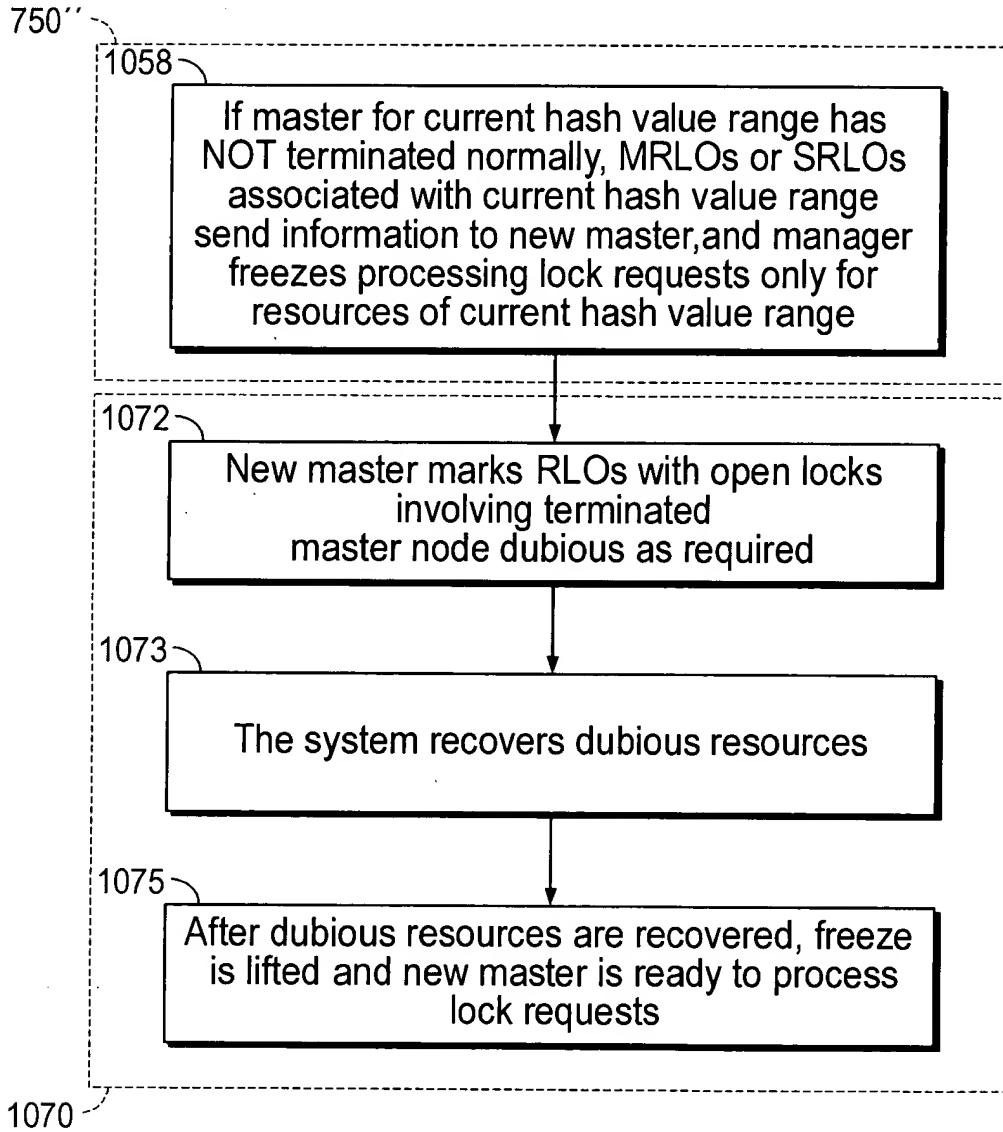 750''
1058
If master for current hash value range has
NOT terminated normally, MRLOs or SRLOs
associated with current hash value range
send information to new master,and manager
freezes processing lock requests only for
resources of current hash value range
1072
New master marks RLOs with open locks
involving terminated
master node dubious as required
1073
The system recovers dubious resources
1075
After dubious resources are recovered, freeze
is lifted and new master is ready to process
lock requests
1070